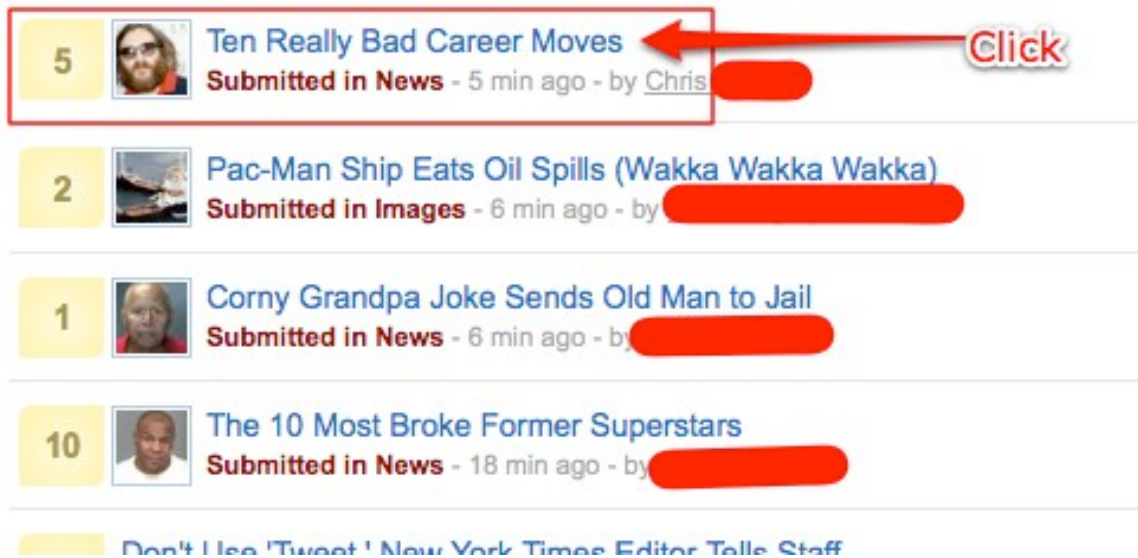 5
Ten Really Bad Career Moves
Click
Submitted in News - 5 min ago - by Chris
2
Pac-Man Ship Eats Oil Spills (Wakka Wakka Wakka)
Submitted in Images - 6 min ago - by
1
Corny Grandpa Joke Sends Old Man to Jail
Submitted in News - 6 min ago - by
10
The 10 Most Broke Former Superstars
Submitted in News - 18 min ago - by
Don't Use 'Tweet,' New York Times Editor Tells Staff